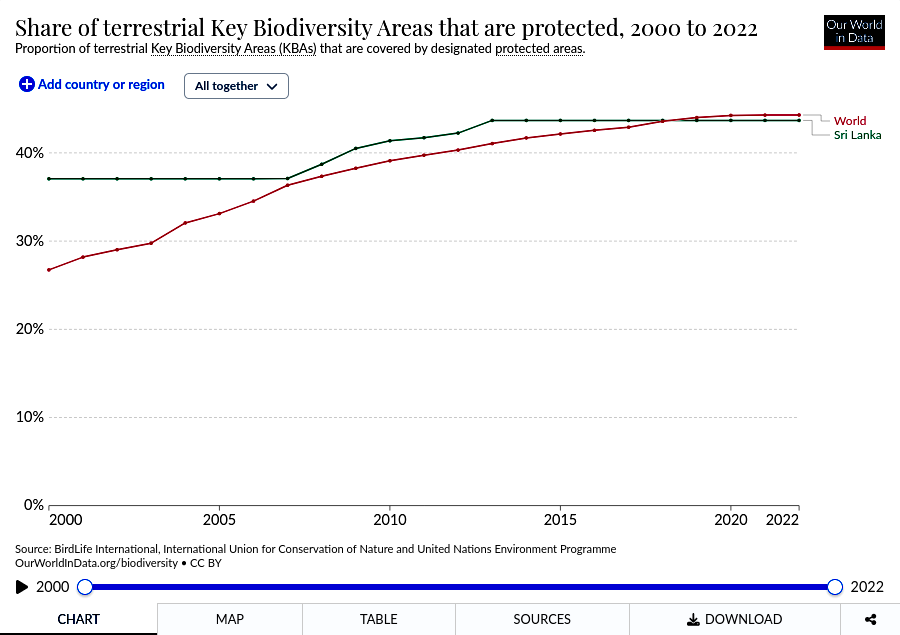 Share of terrestrial Key Biodiversity Areas that are protected, 2000 to 2022
Proportion of terrestrial Key Biodiversity Areas (KBAs) that are covered by designated protected areas.
Our World
in Data
Add country or region
All together
World
Sri Lanka
40%
30%
20%
10%
0%
2000 2005 2010 2015 2020 2022
Source: BirdLife International, International Union for Conservation of Nature and United Nations Environment Programme
OurWorldInData.org/biodiversity • CC BY
2000 2022
CHART MAP TABLE SOURCES DOWNLOAD